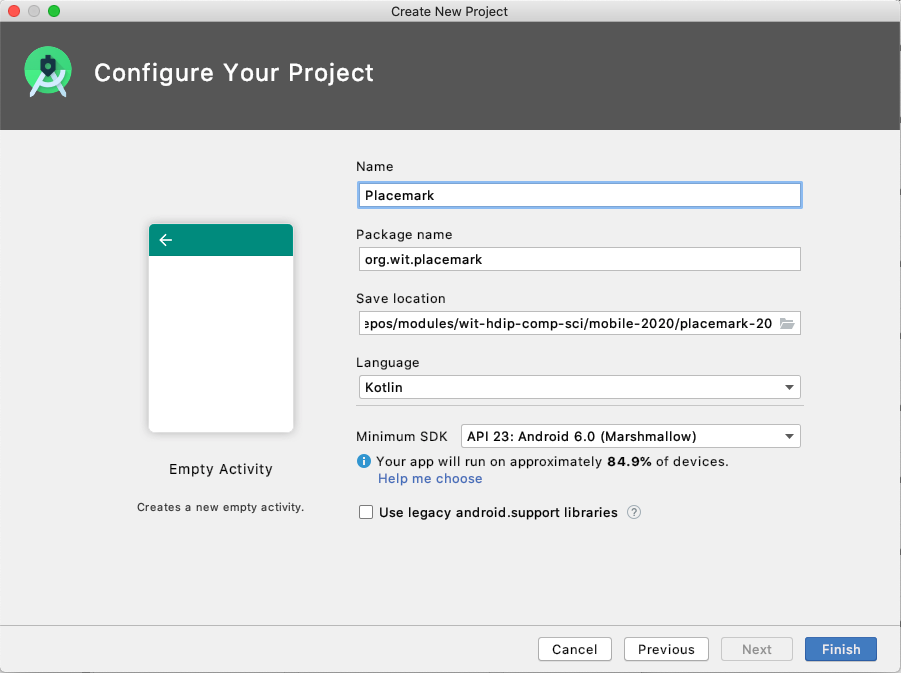 Create New Project
Configure Your Project
Name
Placemark
Package name
org.wit.placemark
Save location
epos/modules/wit-hdip-comp-sci/mobile-2020/placemark-20
Language
Kotlin
Minimum SDK API 23: Android 6.0 (Marshmallow)
i Your app will run on approximately 84.9% of devices.
Help me choose
Use legacy android.support libraries ?
Empty Activity
Creates a new empty activity.
Cancel Previous Next Finish